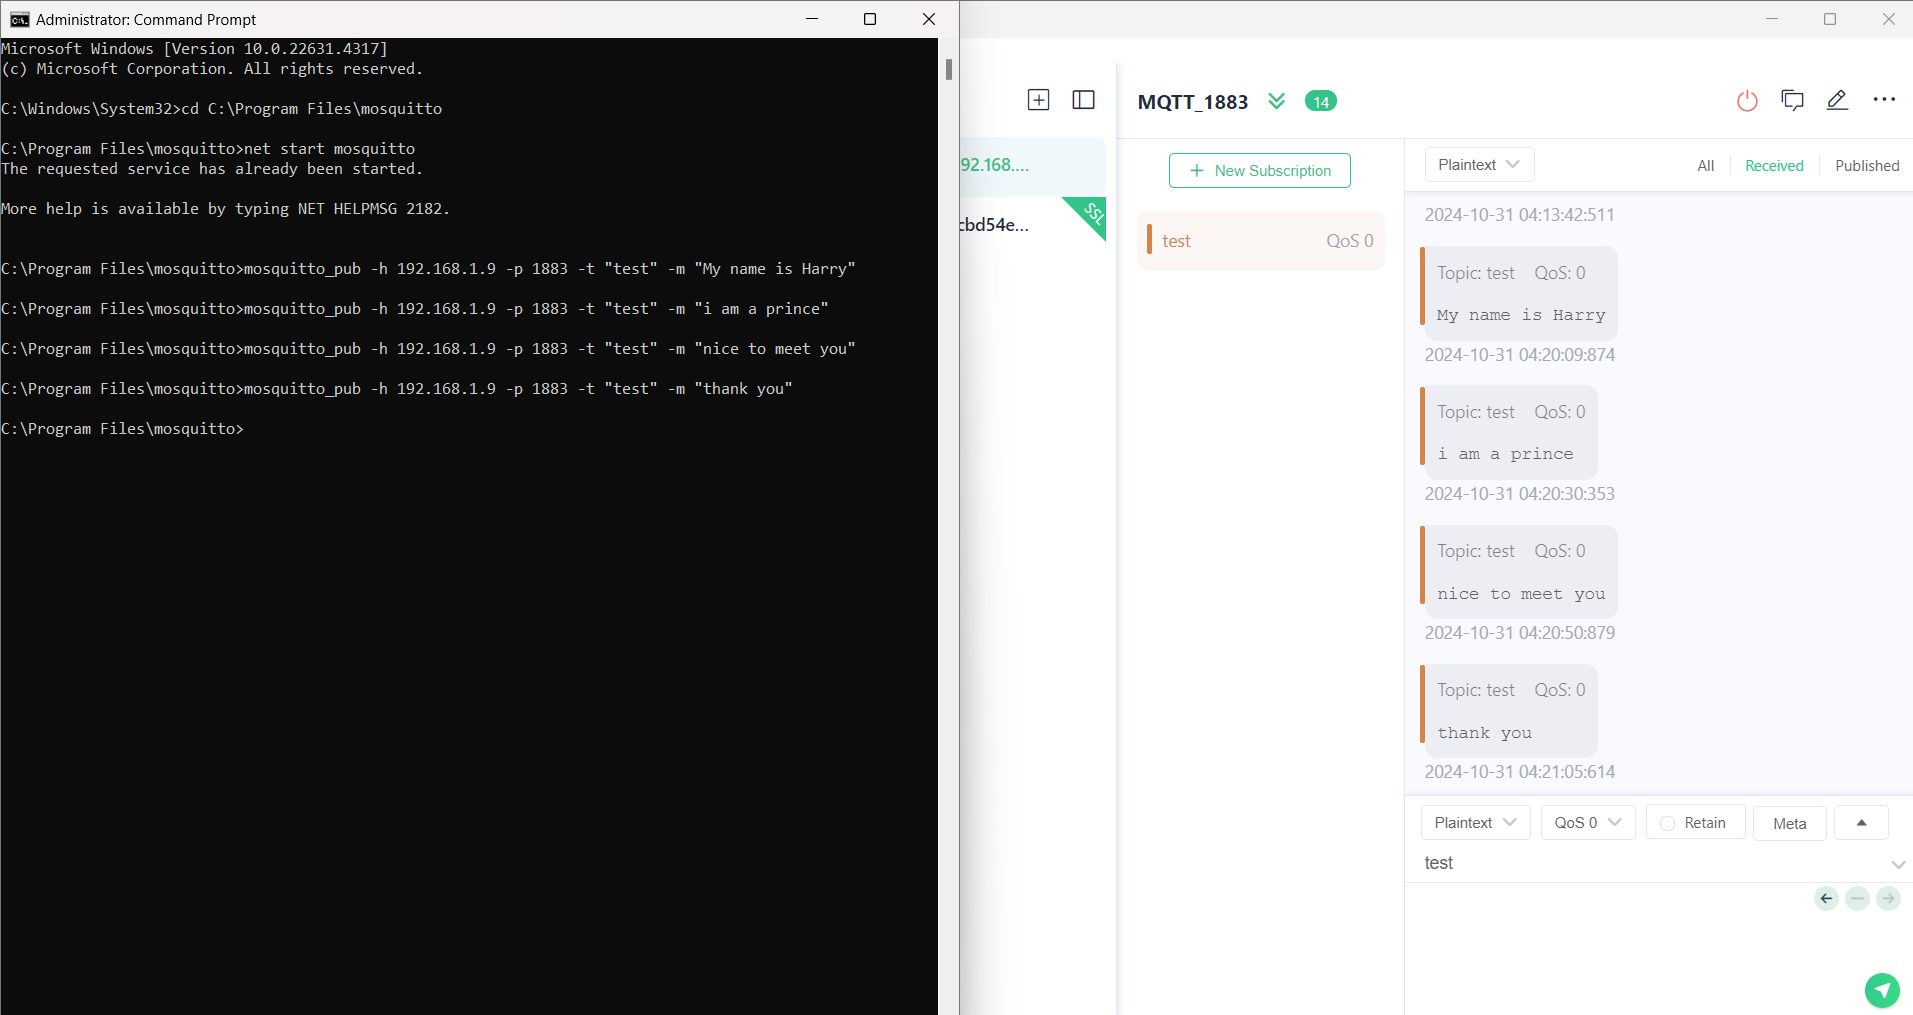 Administrator: Command Prompt
Microsoft Windows [Version 10.0.22631.4317]
(c) Microsoft Corporation. All rights reserved.
C:\Windows\System32>cd C:\Program Files\mosquitto
C:\Program Files\mosquitto>net start mosquitto
The requested service has already been started.
More help is available by typing NET HELPMSG 2182.
C:\Program Files\mosquitto>mosquitto_pub -h 192.168.1.9 -p 1883 -t "test" -m "My name is Harry"
C:\Program Files\mosquitto>mosquitto_pub -h 192.168.1.9 -p 1883 -t "test" -m "i am a prince"
C:\Program Files\mosquitto>mosquitto_pub -h 192.168.1.9 -p 1883 -t "test" -m "nice to meet you"
C:\Program Files\mosquitto>mosquitto_pub -h 192.168.1.9 -p 1883 -t "test" -m "thank you"
C:\Program Files\mosquitto>
92.168....
cbd54e...
SSL
MQTT_1883 14
New Subscription
test QoS 0
Plaintext All Received Published
2024-10-31 04:13:42:511
Topic: test QoS: 0
My name is Harry
2024-10-31 04:20:09:874
Topic: test QoS: 0
i am a prince
2024-10-31 04:20:30:353
Topic: test QoS: 0
nice to meet you
2024-10-31 04:20:50:879
Topic: test QoS: 0
thank you
2024-10-31 04:21:05:614
Plaintext QoS 0 Retain Meta
test